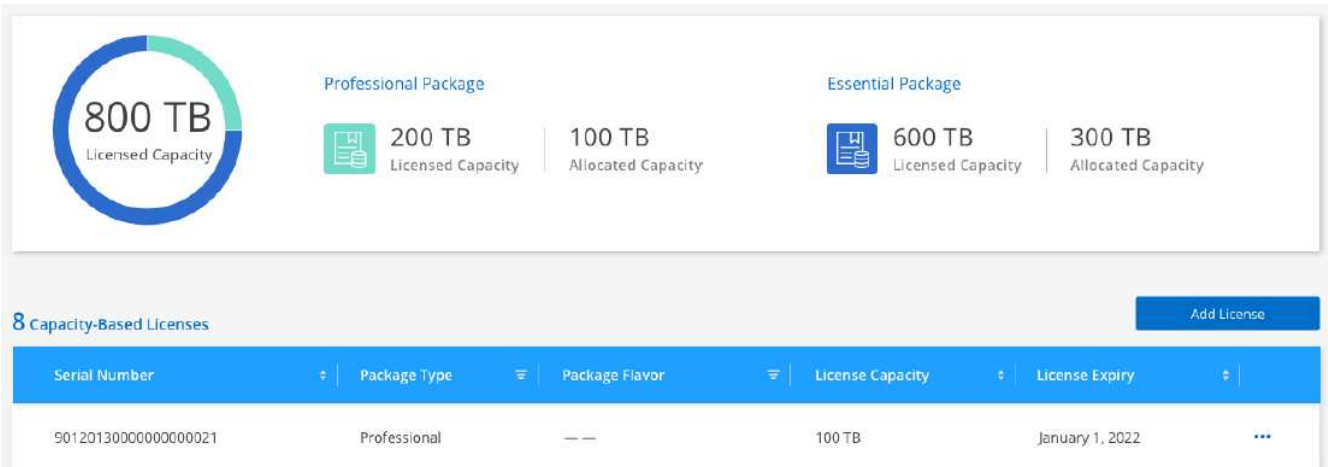 800 TB
Licensed Capacity
Professional Package
200 TB
Licensed Capacity
100 TB
Allocated Capacity
Essential Package
600 TB
Licensed Capacity
300 TB
Allocated Capacity
8 Capacity-Based Licenses
Add License
Serial Number Package Type Package Flavor License Capacity License Expiry
90120130000000000021 Professional — — 100 TB January 1, 2022 •••